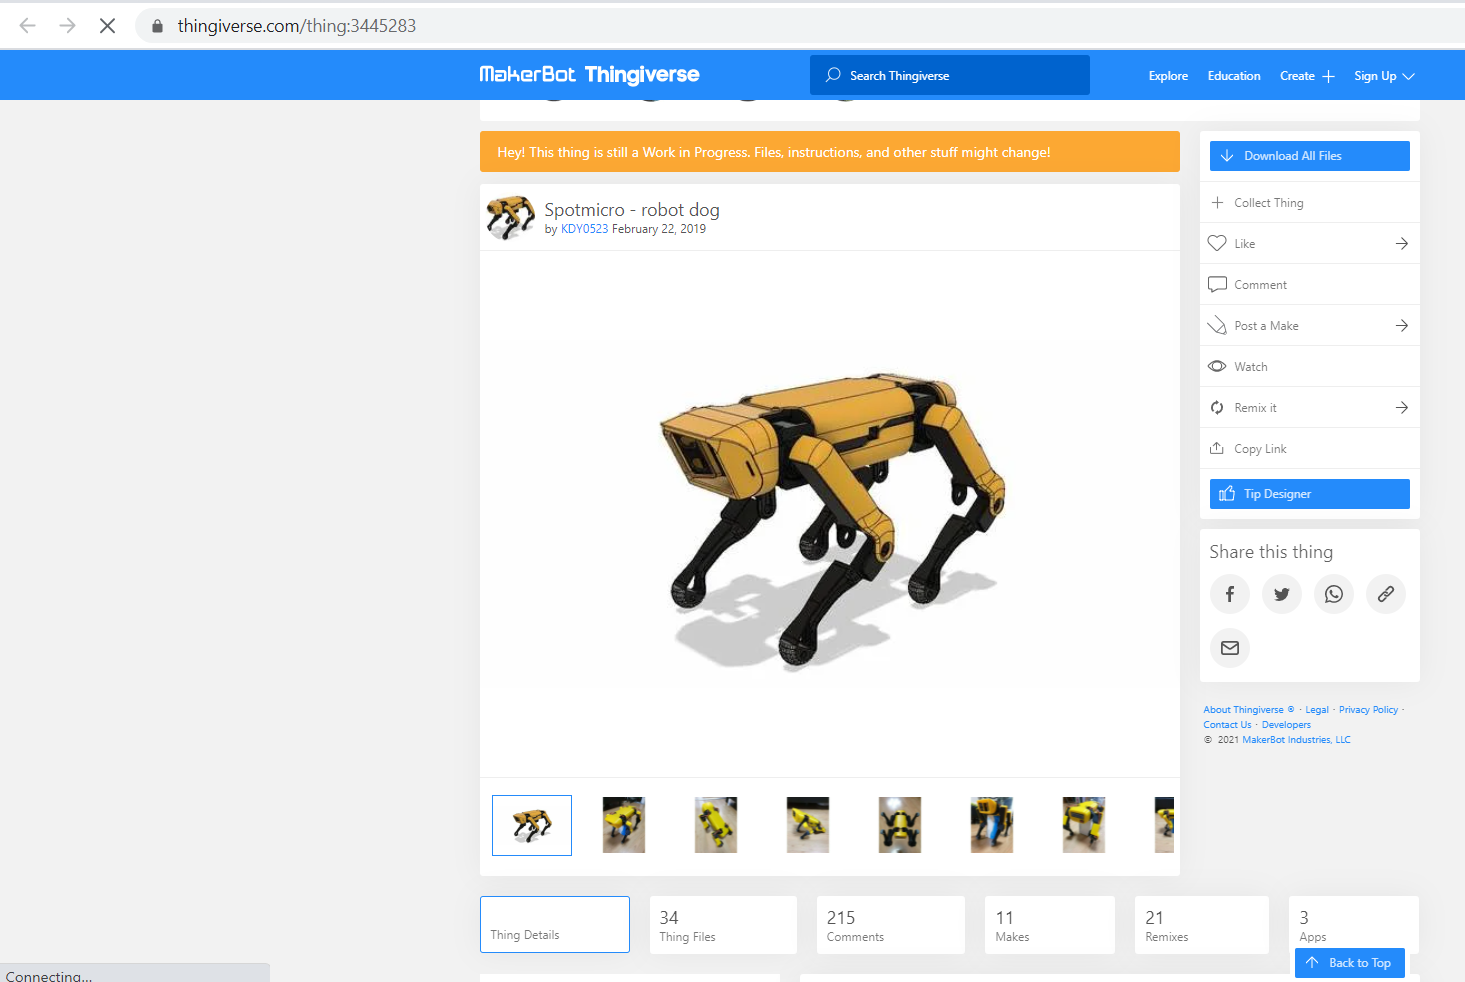 thingiverse.com/thing:3445283
MakerBot Thingiverse
Search Thingiverse
Explore
Education
Create
Sign Up
Hey! This thing is still a Work in Progress. Files, instructions, and other stuff might change!
Spotmicro - robot dog
by KDY0523 February 22, 2019
Download All Files
Collect Thing
Like
Comment
Post a Make
Watch
Remix it
Copy Link
Tip Designer
Share this thing
About Thingiverse ® · Legal · Privacy Policy ·
Contact Us · Developers
© 2021 MakerBot Industries, LLC
Thing Details
34
Thing Files
215
Comments
11
Makes
21
Remixes
3
Apps
Back to Top
Connecting...